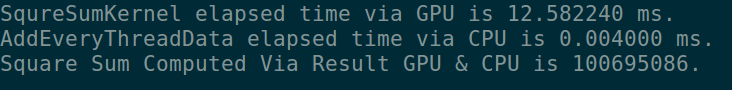 SqureSumKernel elapsed time via GPU is 12.582240 ms.
AddEveryThreadData elapsed time via CPU is 0.004000 ms.
Square Sum Computed Via Result GPU & CPU is 100695086.